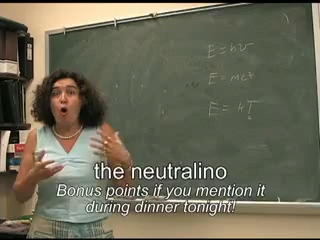 E = hν
E = mc²
E = kT
the neutralino
Bonus points if you mention it
during dinner tonight!